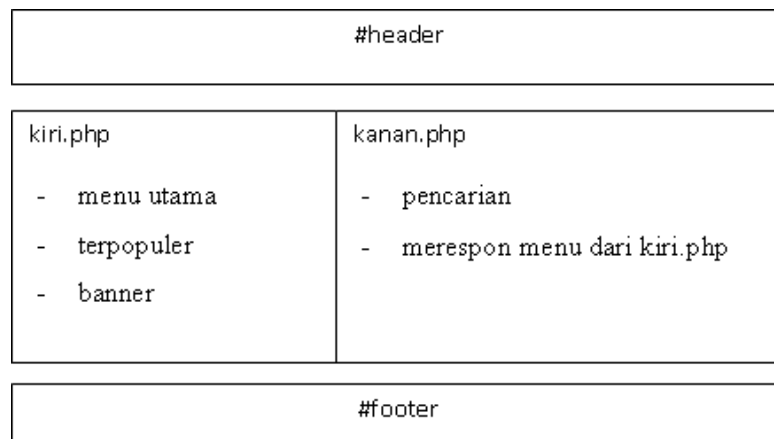 #header
kiri.php
- menu utama
- terpopuler
- banner
kanan.php
- pencarian
- merespon menu dari kiri.php
#footer